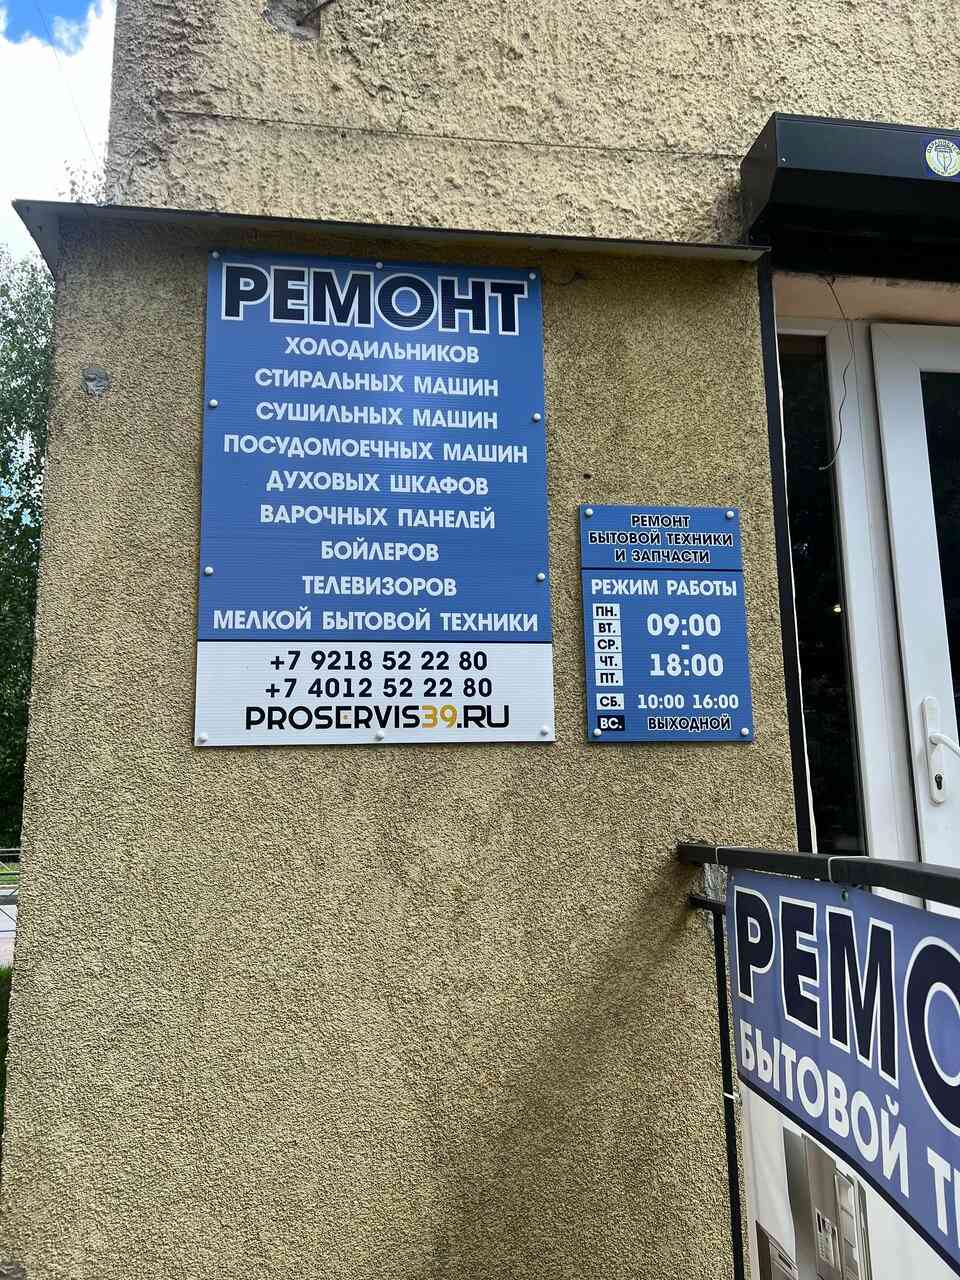 РЕМОНТ
ХОЛОДИЛЬНИКОВ
СТИРАЛЬНЫХ МАШИН
СУШИЛЬНЫХ МАШИН
ПОСУДОМОЕЧНЫХ МАШИН
ДУХОВЫХ ШКАФОВ
ВАРОЧНЫХ ПАНЕЛЕЙ
БОЙЛЕРОВ
ТЕЛЕВИЗОРОВ
МЕЛКОЙ БЫТОВОЙ ТЕХНИКИ
+7 9218 52 22 80
+7 4012 52 22 80
PROSERVIS39.RU
РЕМОНТ
БЫТОВОЙ ТЕХНИКИ
И ЗАПЧАСТИ
РЕЖИМ РАБОТЫ
ПН.
ВТ.
СР.
ЧТ.
ПТ.
09:00
-
18:00
СБ. 10:00 16:00
ВС. ВЫХОДНОЙ
РЕМО
БЫТОВОЙ ТЕ